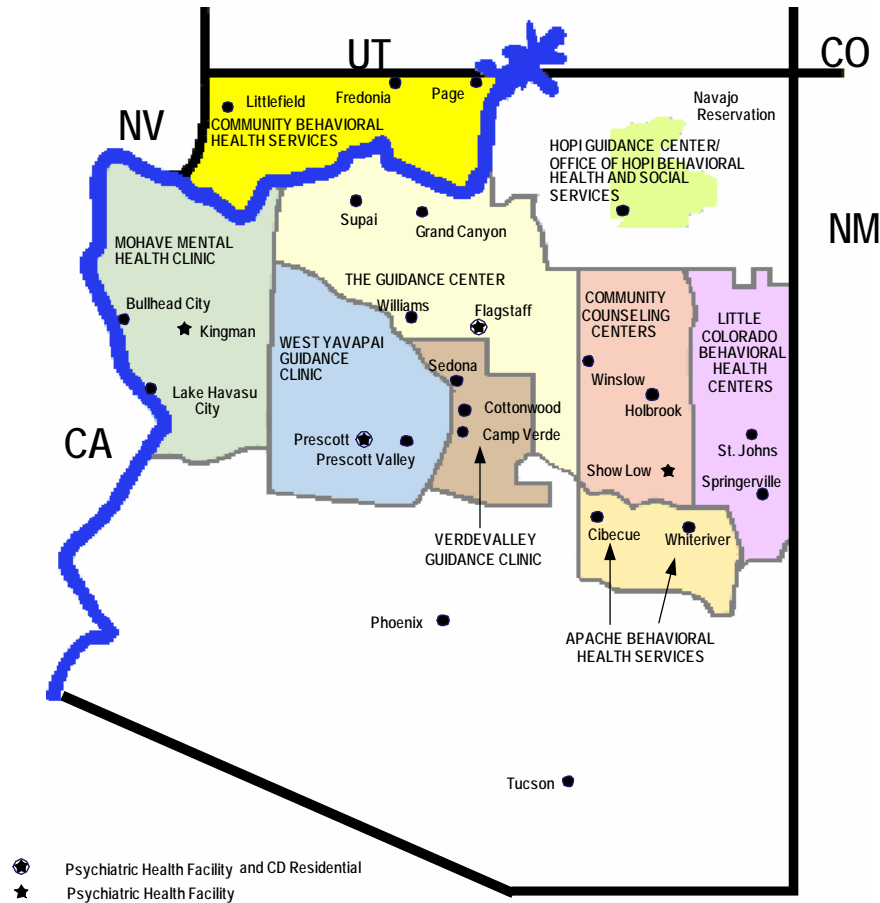 UT
CO
NV
Littlefield
Fredonia
Page
COMMUNITY BEHAVIORAL
HEALTH SERVICES
Navajo
Reservation
HOPI GUIDANCE CENTER/
OFFICE OF HOPI BEHAVIORAL
HEALTH AND SOCIAL
SERVICES
NM
Supai
Grand Canyon
MOHAVE MENTAL
HEALTH CLINIC
THE GUIDANCE CENTER
Williams
Flagstaff
Bullhead City
Kingman
WEST YAVAPAI
GUIDANCE
CLINIC
COMMUNITY
COUNSELING
CENTERS
LITTLE
COLORADO
BEHAVIORAL
HEALTH
CENTERS
Sedona
Winslow
Lake Havasu
City
Cottonwood
Holbrook
CA
Prescott
Camp Verde
Prescott Valley
St. Johns
Show Low
Springerville
Cibecue
Whiteriver
VERDEVALLEY
GUIDANCE CLINIC
Phoenix
APACHE BEHAVIORAL
HEALTH SERVICES
Tucson
Psychiatric Health Facility and CD Residential
Psychiatric Health Facility